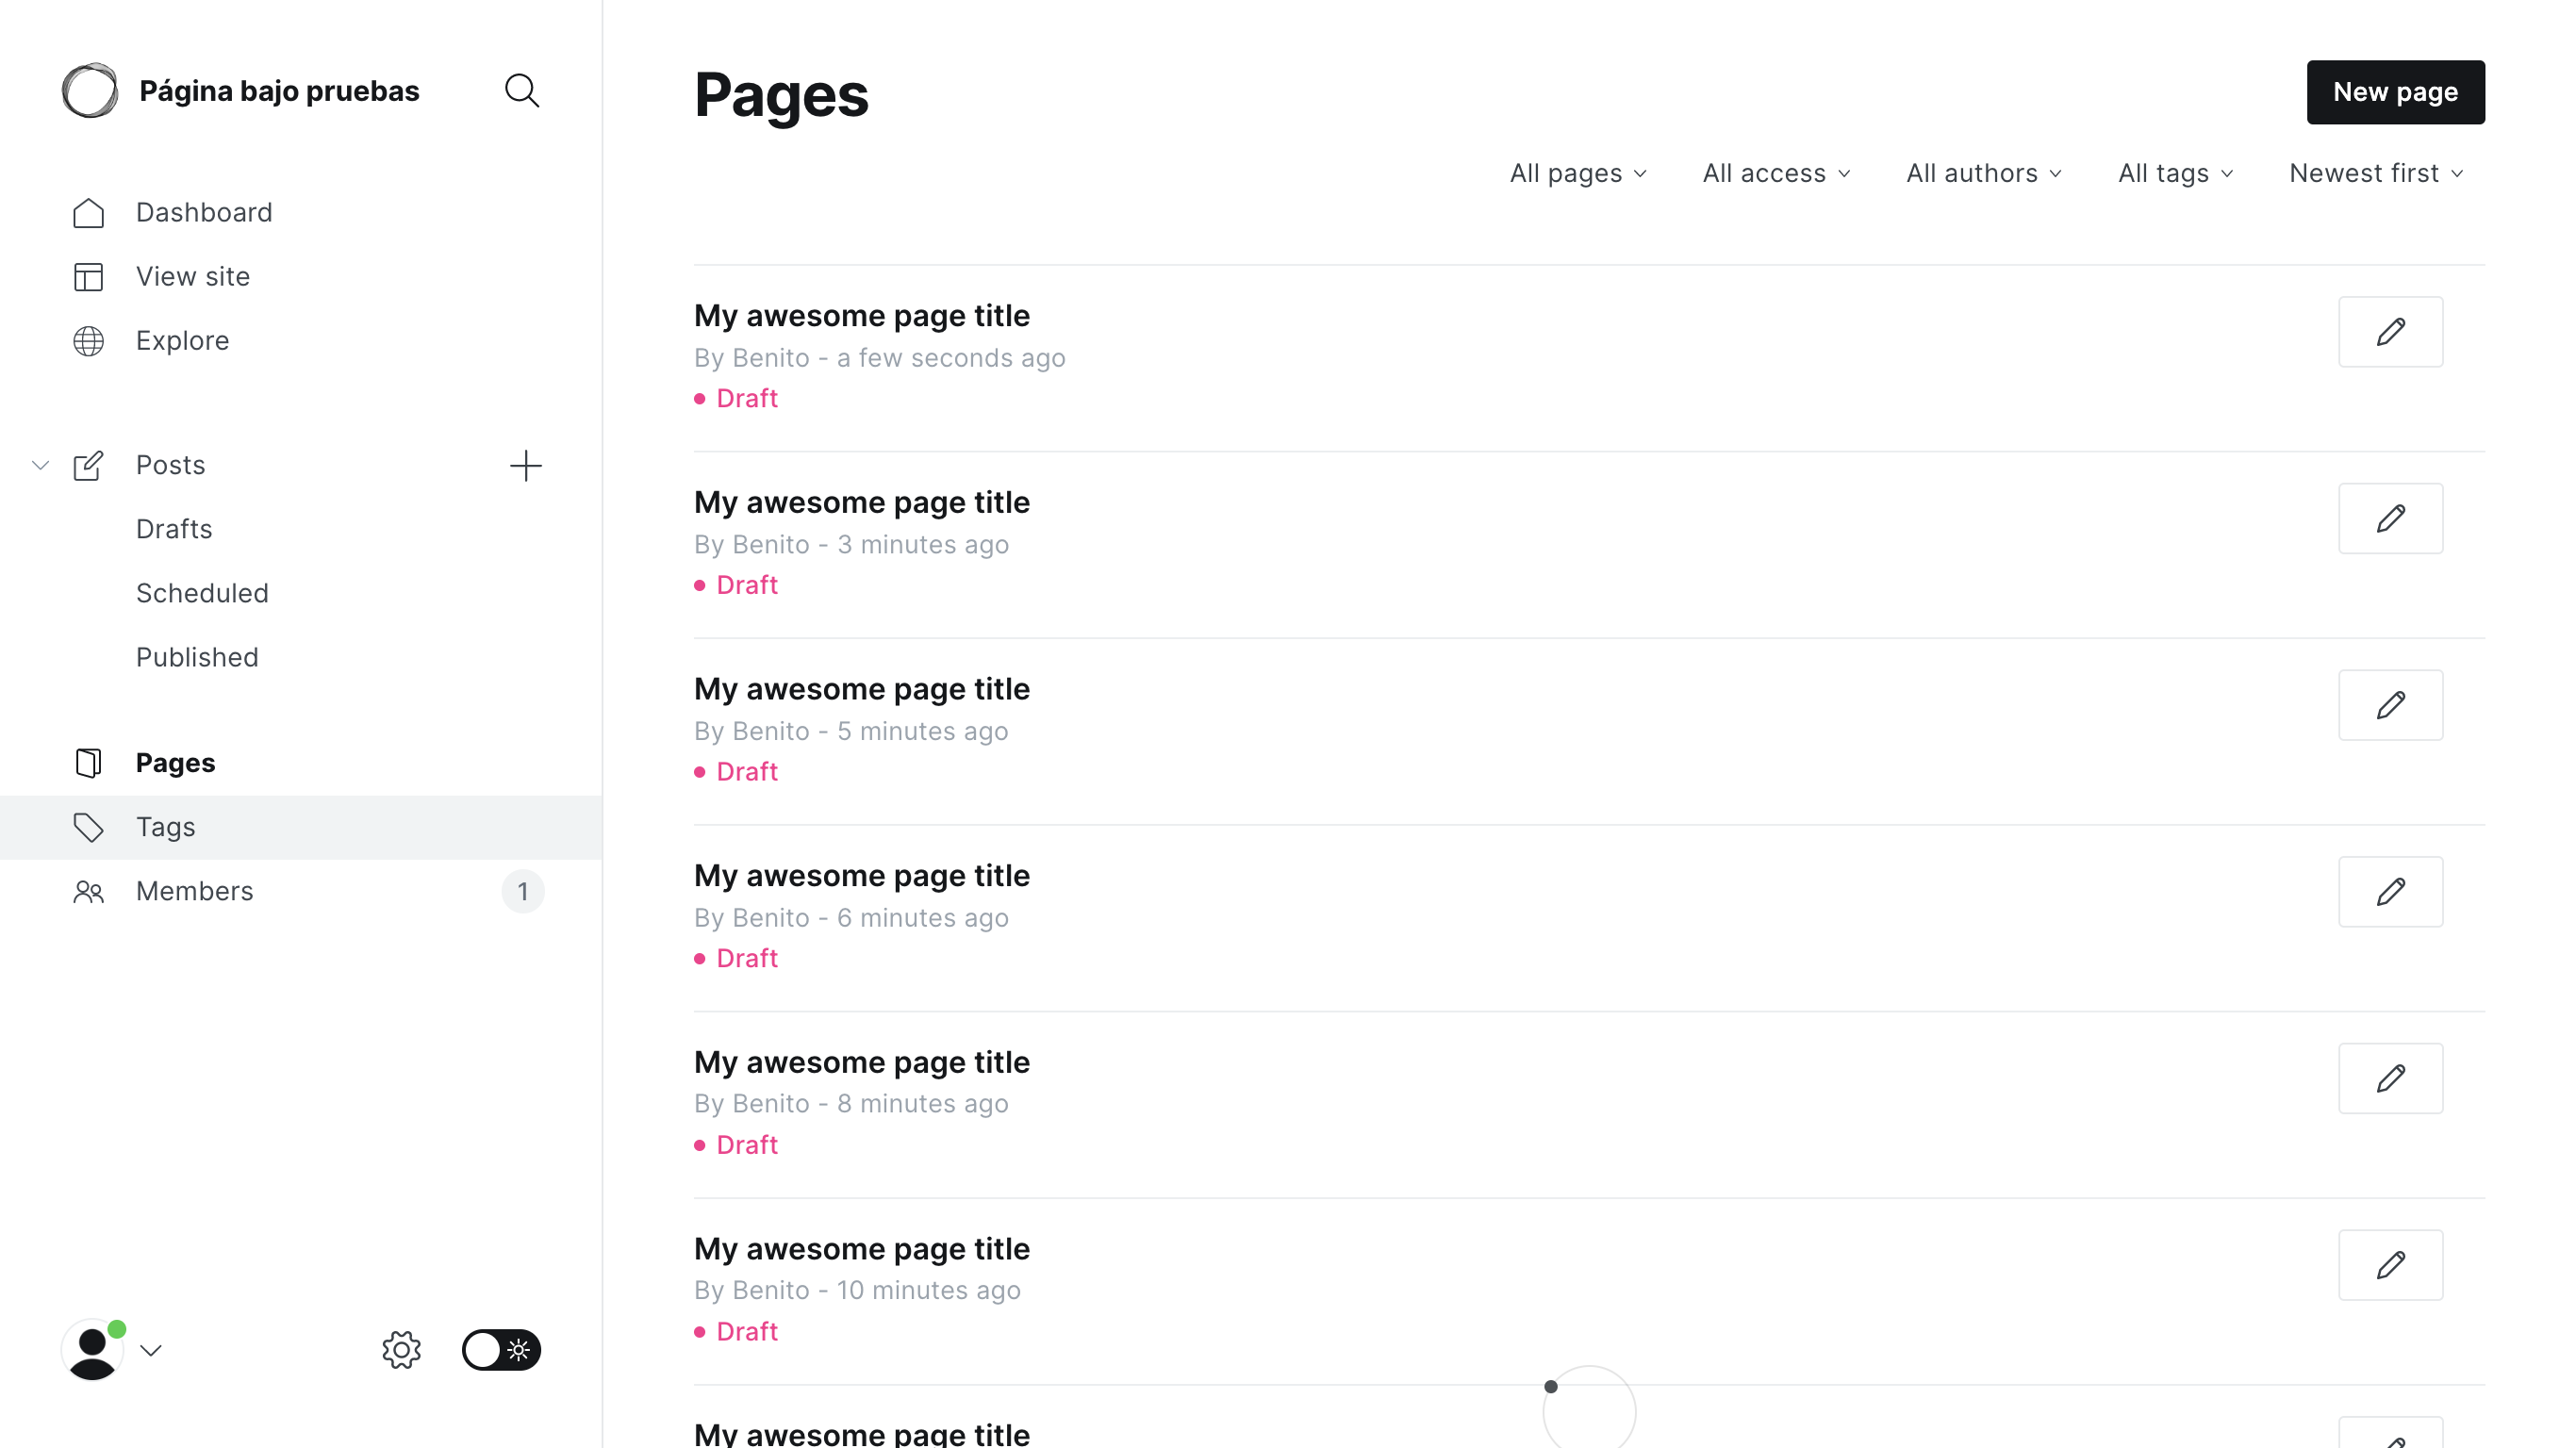 Página bajo pruebas
Dashboard
View site
Explore
Posts
Drafts
Scheduled
Published
Pages
Tags
Members 1
Pages
New page
All pages All access All authors All tags Newest first
My awesome page title
By Benito - a few seconds ago
Draft
My awesome page title
By Benito - 3 minutes ago
Draft
My awesome page title
By Benito - 5 minutes ago
Draft
My awesome page title
By Benito - 6 minutes ago
Draft
My awesome page title
By Benito - 8 minutes ago
Draft
My awesome page title
By Benito - 10 minutes ago
Draft
My awesome page title